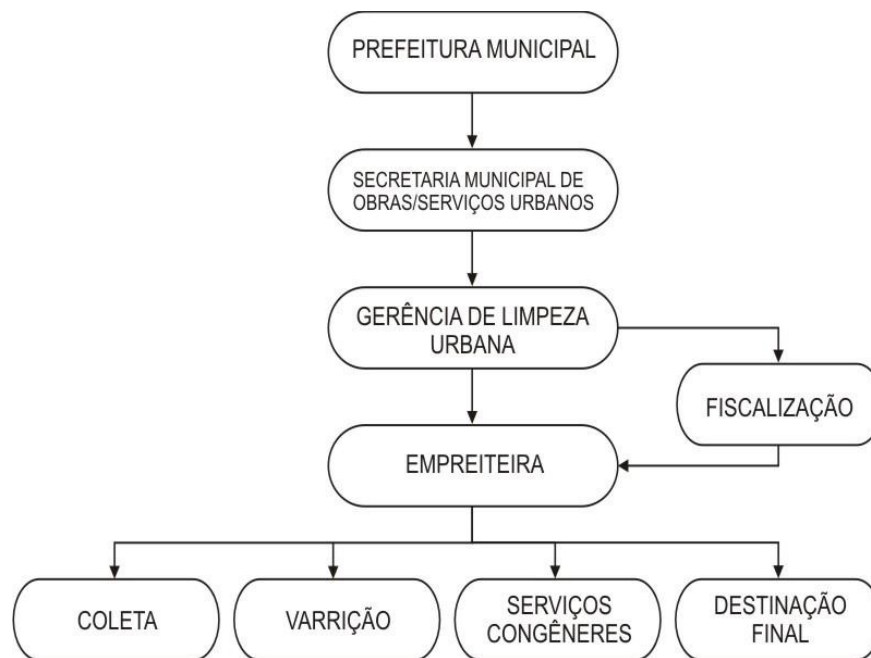 PREFEITURA MUNICIPAL
SECRETARIA MUNICIPAL DE
OBRAS/SERVIÇOS URBANOS
GERÊNCIA DE LIMPEZA
URBANA
FISCALIZAÇÃO
EMPREITEIRA
COLETA
VARRIÇÃO
SERVIÇOS
CONGÊNERES
DESTINAÇÃO
FINAL